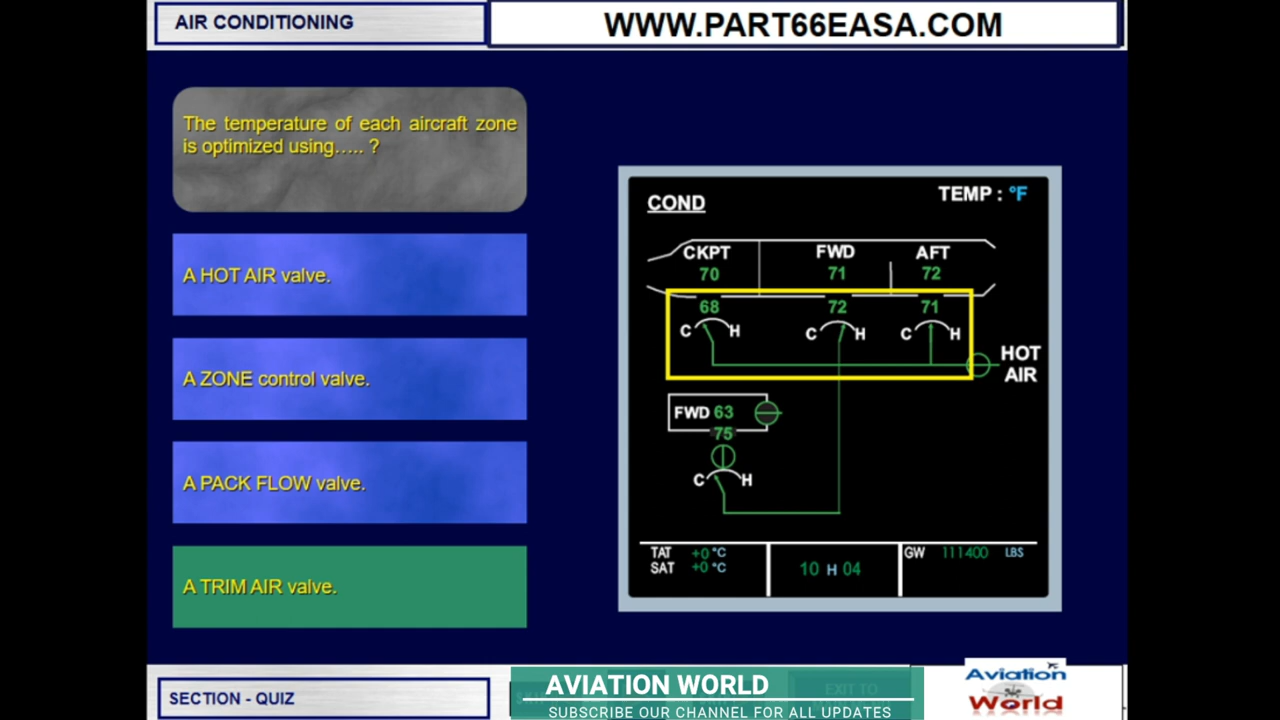 AIR CONDITIONING
WWW.PART66EASA.COM
The temperature of each aircraft zone
is optimized using….. ?
A HOT AIR valve.
A ZONE control valve.
A PACK FLOW valve.
A TRIM AIR valve.
COND
TEMP : °F
CKPT FWD AFT
70 71 72
68 72 71
C H C H C H
HOT
AIR
FWD 63
75
C H
TAT +0 °C
SAT +0 °C
10 H 04
GW 111400 LBS
SECTION - QUIZ
AVIATION WORLD
SUBSCRIBE OUR CHANNEL FOR ALL UPDATES
EXIT TO
Aviation
World